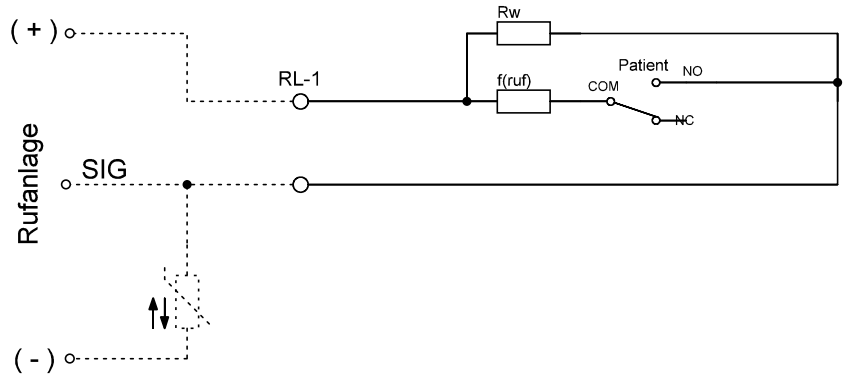 Rw
( + )
Patient
NO
RL-1
f(ruf)
COM
NC
SIG
Rufanlage
( - )